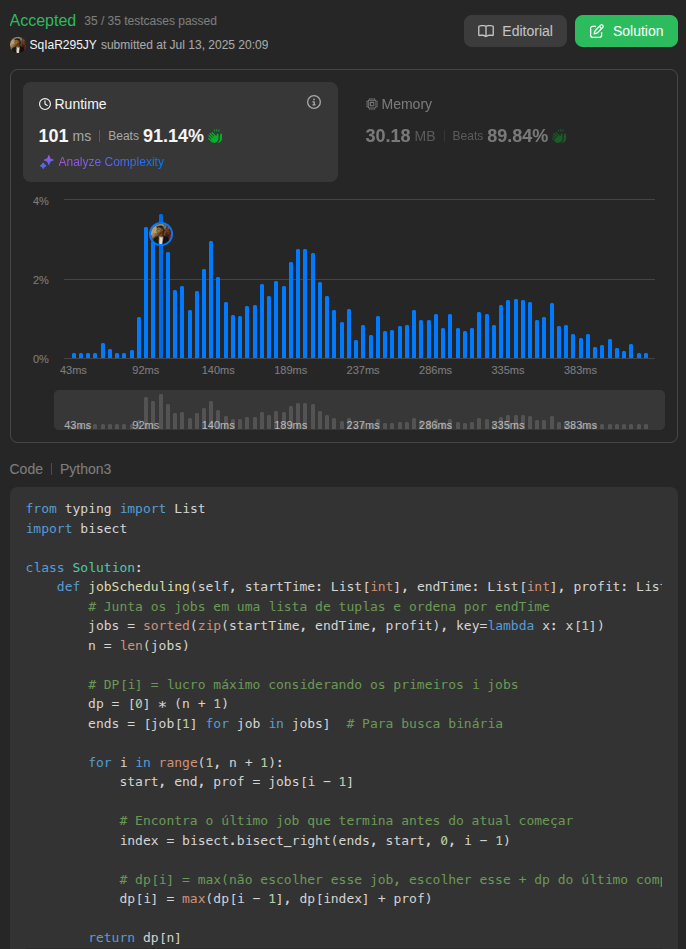 Accepted 35 / 35 testcases passed
SqlaR295JY submitted at Jul 13, 2025 20:09
Editorial
Solution
Runtime
101 ms | Beats 91.14%
Analyze Complexity
Memory
30.18 MB | Beats 89.84%
4%
2%
0%
43ms 92ms 140ms 189ms 237ms 286ms 335ms 383ms
43ms 92ms 140ms 189ms 237ms 286ms 335ms 383ms
Code | Python3
from typing import List
import bisect
class Solution:
    def jobScheduling(self, startTime: List[int], endTime: List[int], profit: List
        # Junta os jobs em uma lista de tuplas e ordena por endTime
        jobs = sorted(zip(startTime, endTime, profit), key=lambda x: x[1])
        n = len(jobs)
        # DP[i] = lucro máximo considerando os primeiros i jobs
        dp = [0] * (n + 1)
        ends = [job[1] for job in jobs]  # Para busca binária
        for i in range(1, n + 1):
            start, end, prof = jobs[i - 1]
            # Encontra o último job que termina antes do atual começar
            index = bisect.bisect_right(ends, start, 0, i - 1)
            # dp[i] = max(não escolher esse job, escolher esse + dp do último
            dp[i] = max(dp[i - 1], dp[index] + prof)
        return dp[n]